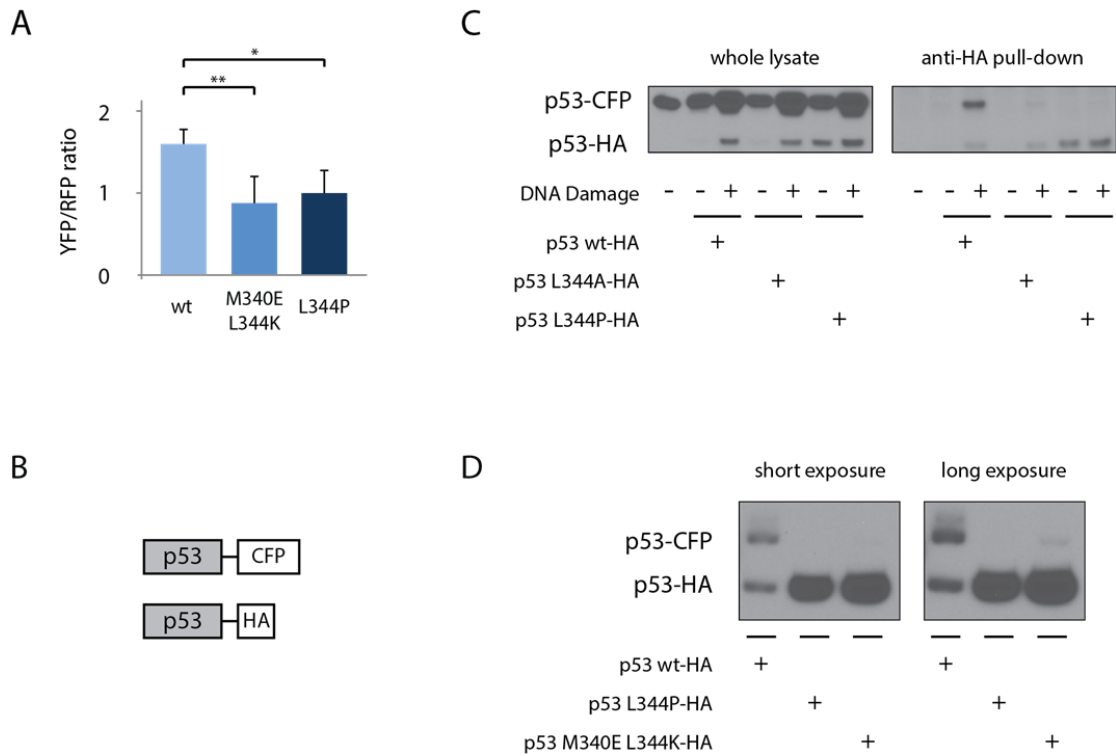 A
* 
**
2
1
0
YFP/RFP ratio
wt
M340E
L344K
L344P
B
p53 CFP
p53 HA
C
whole lysate anti-HA pull-down
p53-CFP
p53-HA
DNA Damage - - + - + - + - - + - + - +
p53 wt-HA + +
p53 L344A-HA + +
p53 L344P-HA + +
D
short exposure long exposure
p53-CFP
p53-HA
p53 wt-HA + +
p53 L344P-HA + +
p53 M340E L344K-HA + +